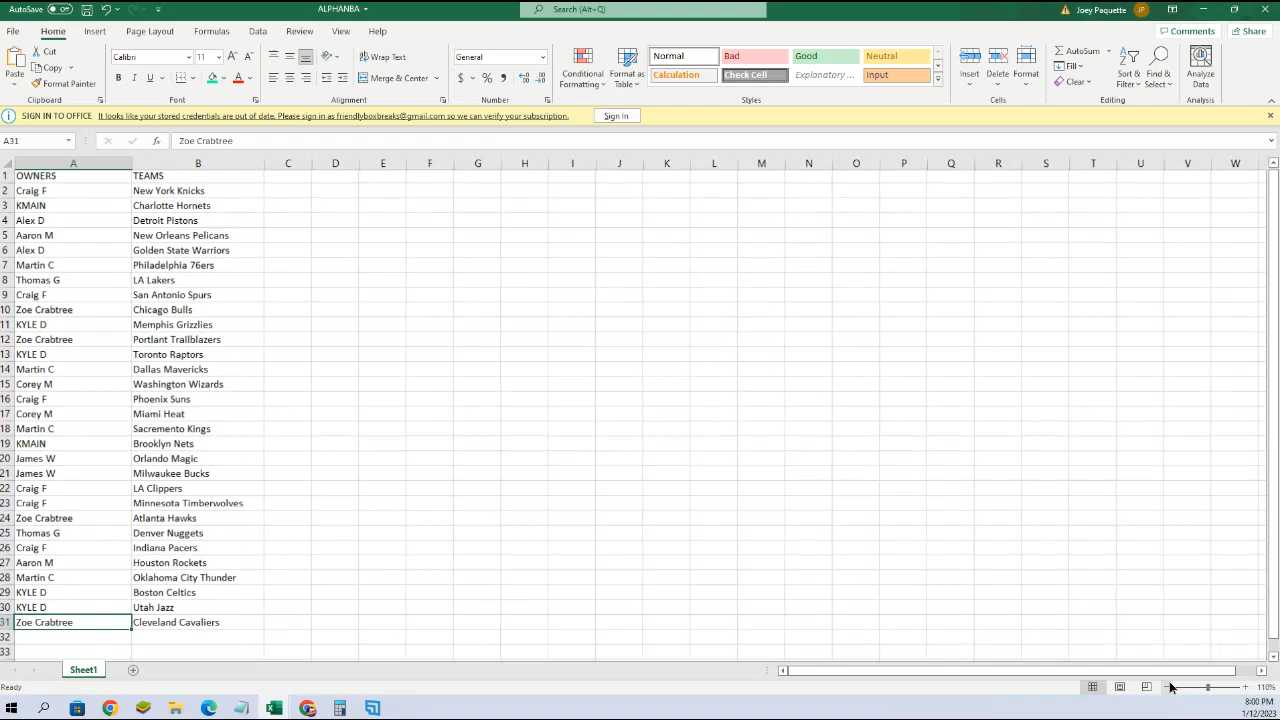 AutoSave Off ALPHANBA Search (Alt+Q) Joey Paquette JP
File Home Insert Page Layout Formulas Data Review View Help Comments Share
Paste Cut Copy Format Painter Clipboard
Calibri 11 B I U Font
Wrap Text Merge & Center Alignment
General $ % Number
Conditional Formatting Format as Table
Normal Bad Good Neutral
Calculation Check Cell Explanatory ... Input
Styles
Insert Delete Format Cells
AutoSum Fill Clear Sort & Filter Find & Select Editing
Analyze Data Analysis
SIGN IN TO OFFICE It looks like your stored credentials are out of date. Please sign in as friendlyboxbreaks@gmail.com so we can verify your subscription. Sign In
A31 fx Zoe Crabtree
A B C D E F G H I J K L M N O P Q R S T U V W
1 OWNERS TEAMS
2 Craig F New York Knicks
3 KMAIN Charlotte Hornets
4 Alex D Detroit Pistons
5 Aaron M New Orleans Pelicans
6 Alex D Golden State Warriors
7 Martin C Philadelphia 76ers
8 Thomas G LA Lakers
9 Craig F San Antonio Spurs
10 Zoe Crabtree Chicago Bulls
11 KYLE D Memphis Grizzlies
12 Zoe Crabtree Portlant Trailblazers
13 KYLE D Toronto Raptors
14 Martin C Dallas Mavericks
15 Corey M Washington Wizards
16 Craig F Phoenix Suns
17 Corey M Miami Heat
18 Martin C Sacremento Kings
19 KMAIN Brooklyn Nets
20 James W Orlando Magic
21 James W Milwaukee Bucks
22 Craig F LA Clippers
23 Craig F Minnesota Timberwolves
24 Zoe Crabtree Atlanta Hawks
25 Thomas G Denver Nuggets
26 Craig F Indiana Pacers
27 Aaron M Houston Rockets
28 Martin C Oklahoma City Thunder
29 KYLE D Boston Celtics
30 KYLE D Utah Jazz
31 Zoe Crabtree Cleveland Cavaliers
32
33
Sheet1
Ready 110%
8:00 PM
1/12/2023